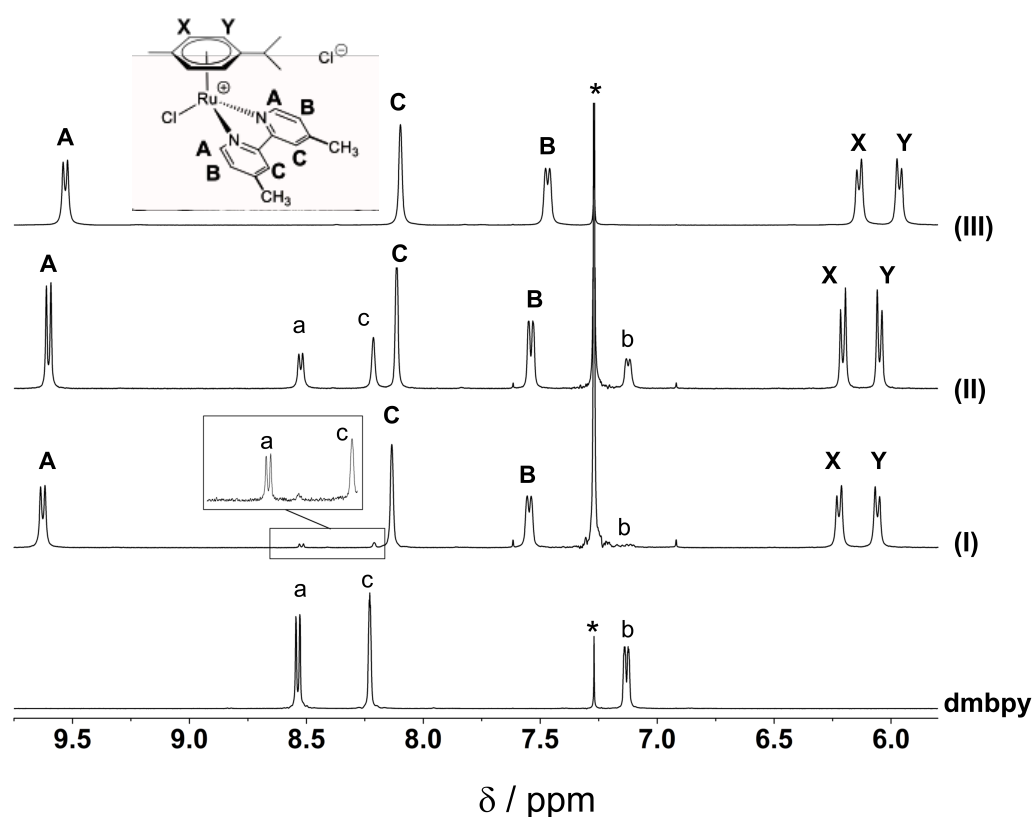 X Y
Cl⊖
Ru⊕
Cl
N
A
B
N
A
B
C
C
CH3
CH3
A C B * X Y
(III)
A a c C B b X Y
(II)
a c
A C B b X Y
(I)
a c * b
dmbpy
9.5 9.0 8.5 8.0 7.5 7.0 6.5 6.0
δ / ppm